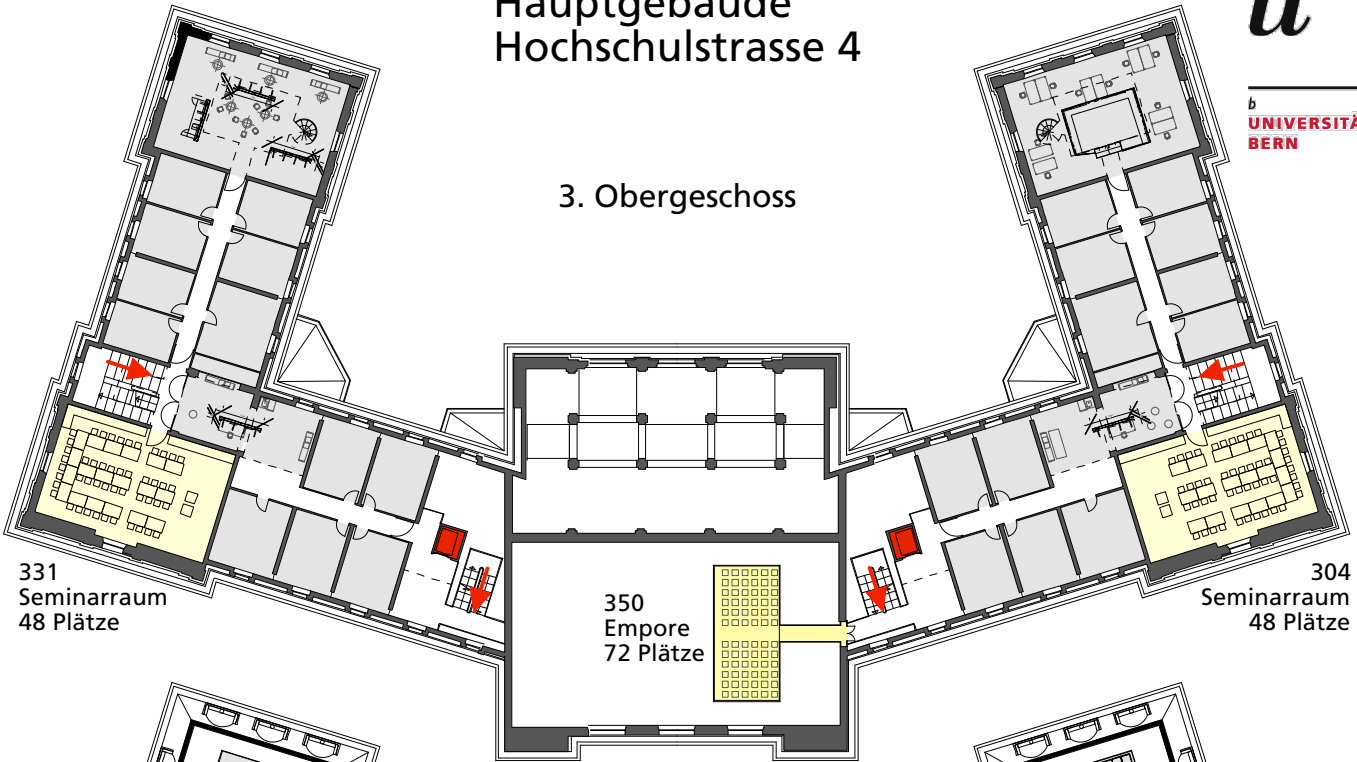 Hauptgebäude
Hochschulstrasse 4
u
b
UNIVERSITÄ
BERN
3. Obergeschoss
331
Seminarraum
48 Plätze
350
Empore
72 Plätze
304
Seminarraum
48 Plätze